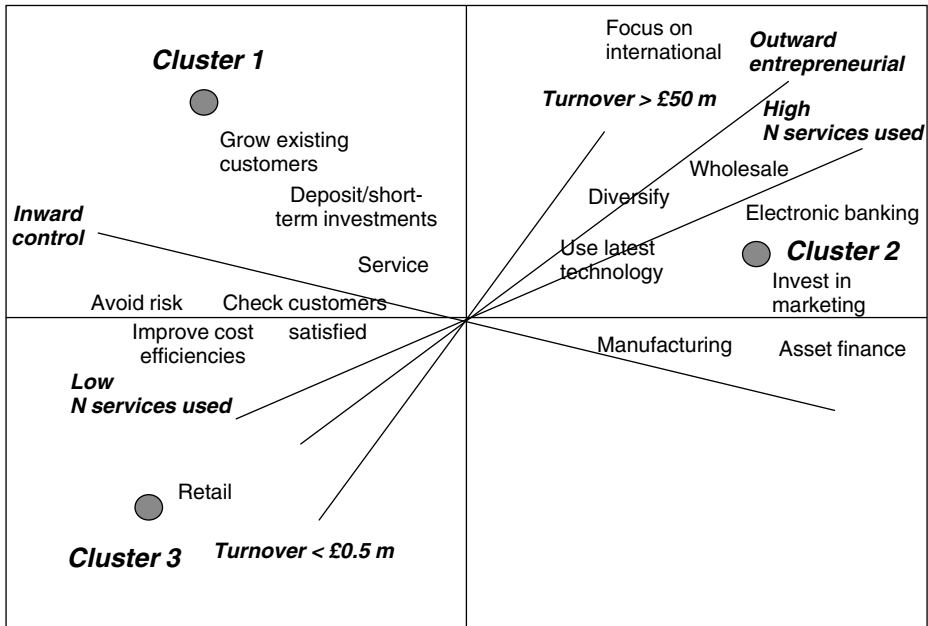 Cluster 1
Grow existing
customers
Deposit/short-
term investments
Inward
control
Service
Avoid risk
Check customers
satisfied
Improve cost
efficiencies
Low
N services used
Retail
Cluster 3
Turnover < £0.5 m
Focus on
international
Outward
entrepreneurial
Turnover > £50 m
High
N services used
Wholesale
Diversify
Electronic banking
Use latest
technology
Cluster 2
Invest in
marketing
Manufacturing
Asset finance